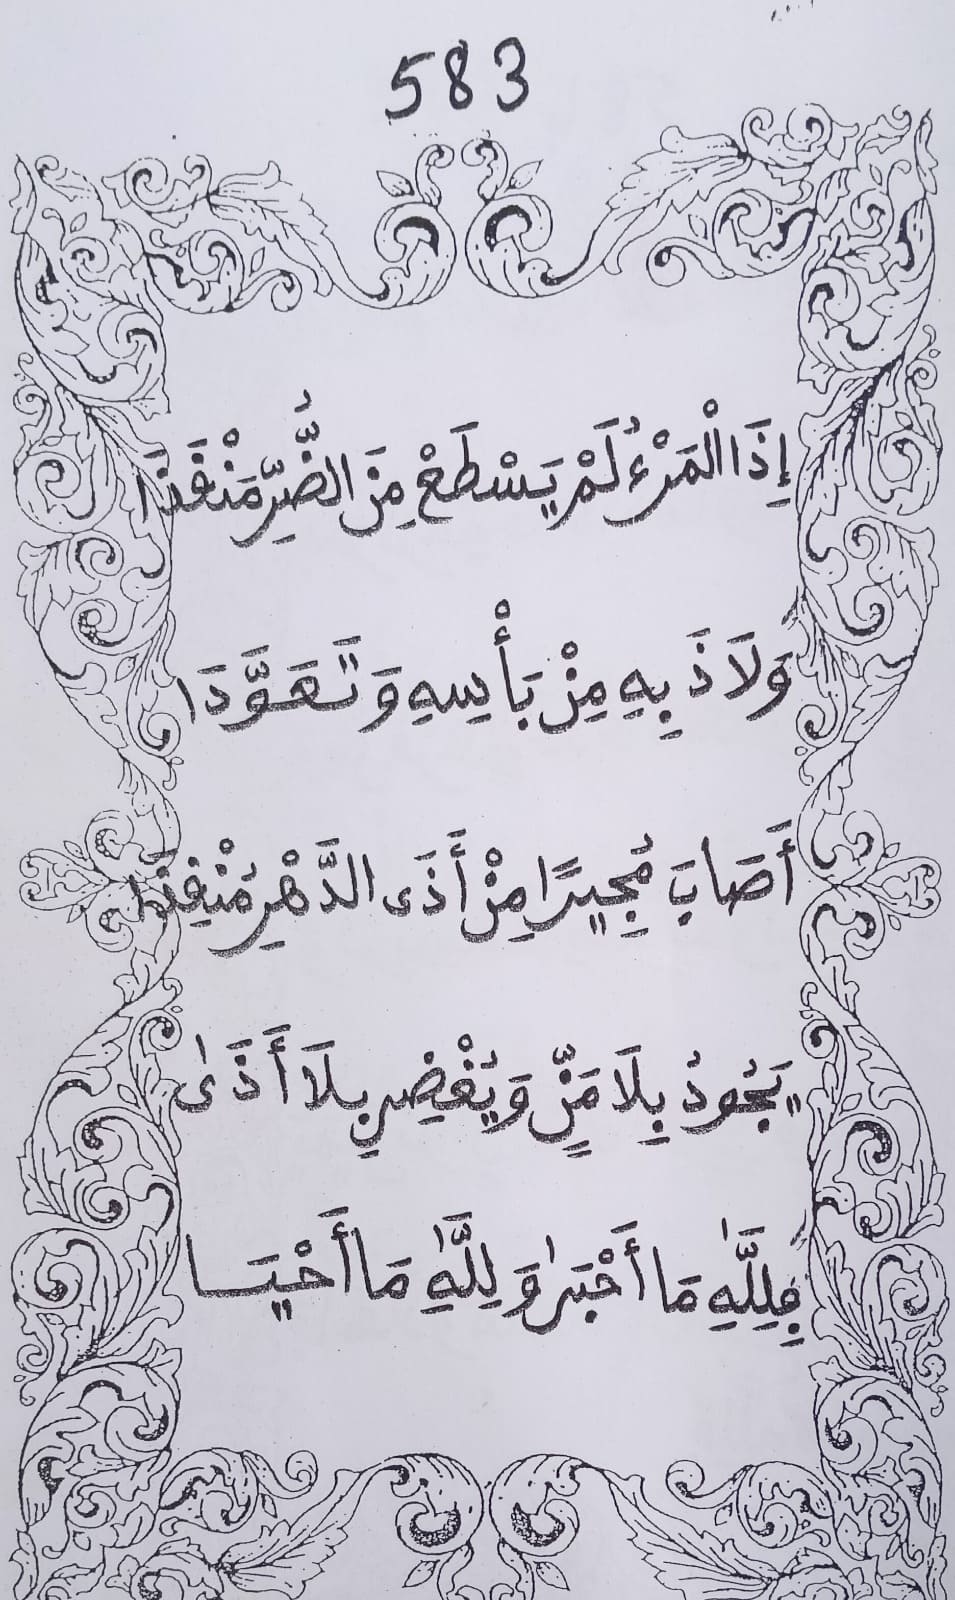 583
إِذَا الْمَرْءُ لَمْ يَسْطَعْ مِنَ الضُّرِّ مَنْقَذَا
وَلَاذَ بِهِ مِنْ بَأْسِهِ وَتَعَوَّدَا
أَصَابَ مُجِيرًا مِنْ أَذَى الدَّهْرِ مُنْقِذَا
يَجُودُ بِلَا مَنٍّ وَيُغْضِي بِلَا أَذَىٰ
فَلِلَّهِ مَا أَجْبَرَا وَلِلَّهِ مَا أَحْيَا